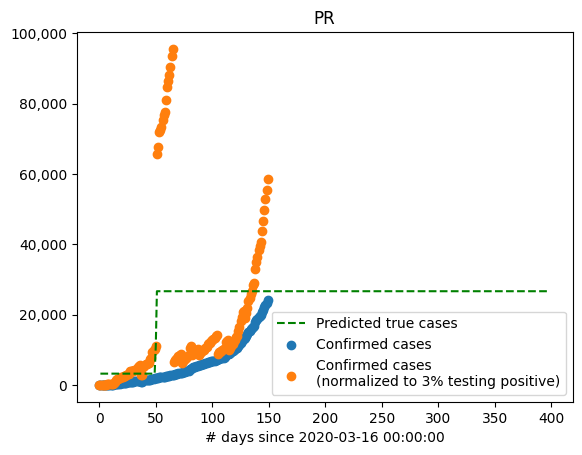 PR
100,000
80,000
60,000
40,000
20,000
0
Predicted true cases
Confirmed cases
Confirmed cases
(normalized to 3% testing positive)
0 50 100 150 200 250 300 350 400
# days since 2020-03-16 00:00:00